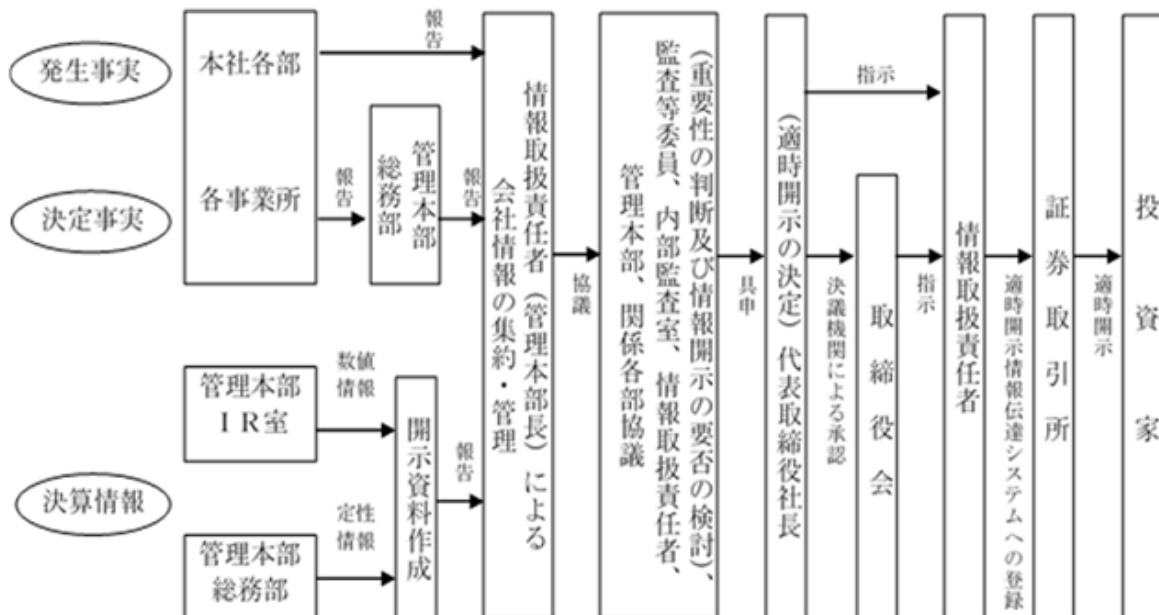 発生事実
決定事実
決算情報
本社各部
各事業所
報告
報告
管理本部
総務部
報告
管理本部
IR室
数値
情報
管理本部
総務部
定性
情報
開示資料作成
報告
情報取扱責任者（管理本部長）による
会社情報の集約・管理
協議
（重要性の判断及び情報開示の要否の検討）、
監査等委員、内部監査室、情報取扱責任者、
管理本部、関係各部協議
具申
（適時開示の決定）代表取締役社長
指示
決議機関による承認
取締役会
指示
情報取扱責任者
適時開示情報伝達システムへの登録
証券取引所
適時開示
投資家